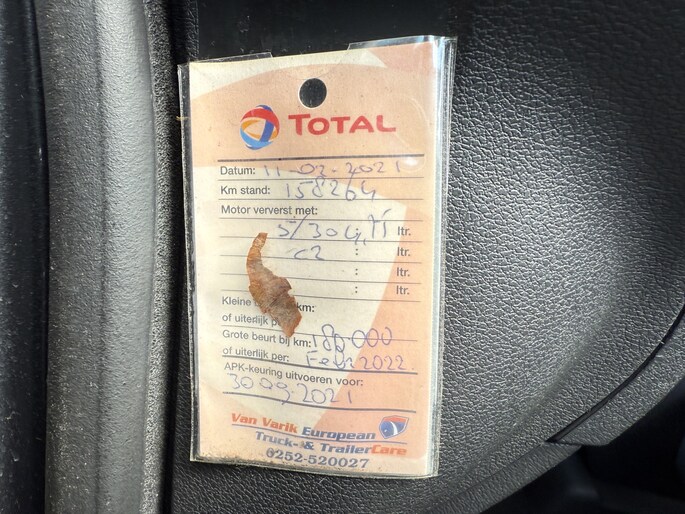 TOTAL
Datum: 11-02-2021
Km stand: 158264
Motor ververst met:
5/30 : ltr.
C2 : ltr.
: ltr.
: ltr.
Kleine km:
of uiterlijk per:
Grote beurt bij km: 180.000
of uiterlijk per: Feb 2022
APK-keuring uitvoeren voor:
30 09-2021
Van Varik European
Truck- & TrailerCare
0252-520027